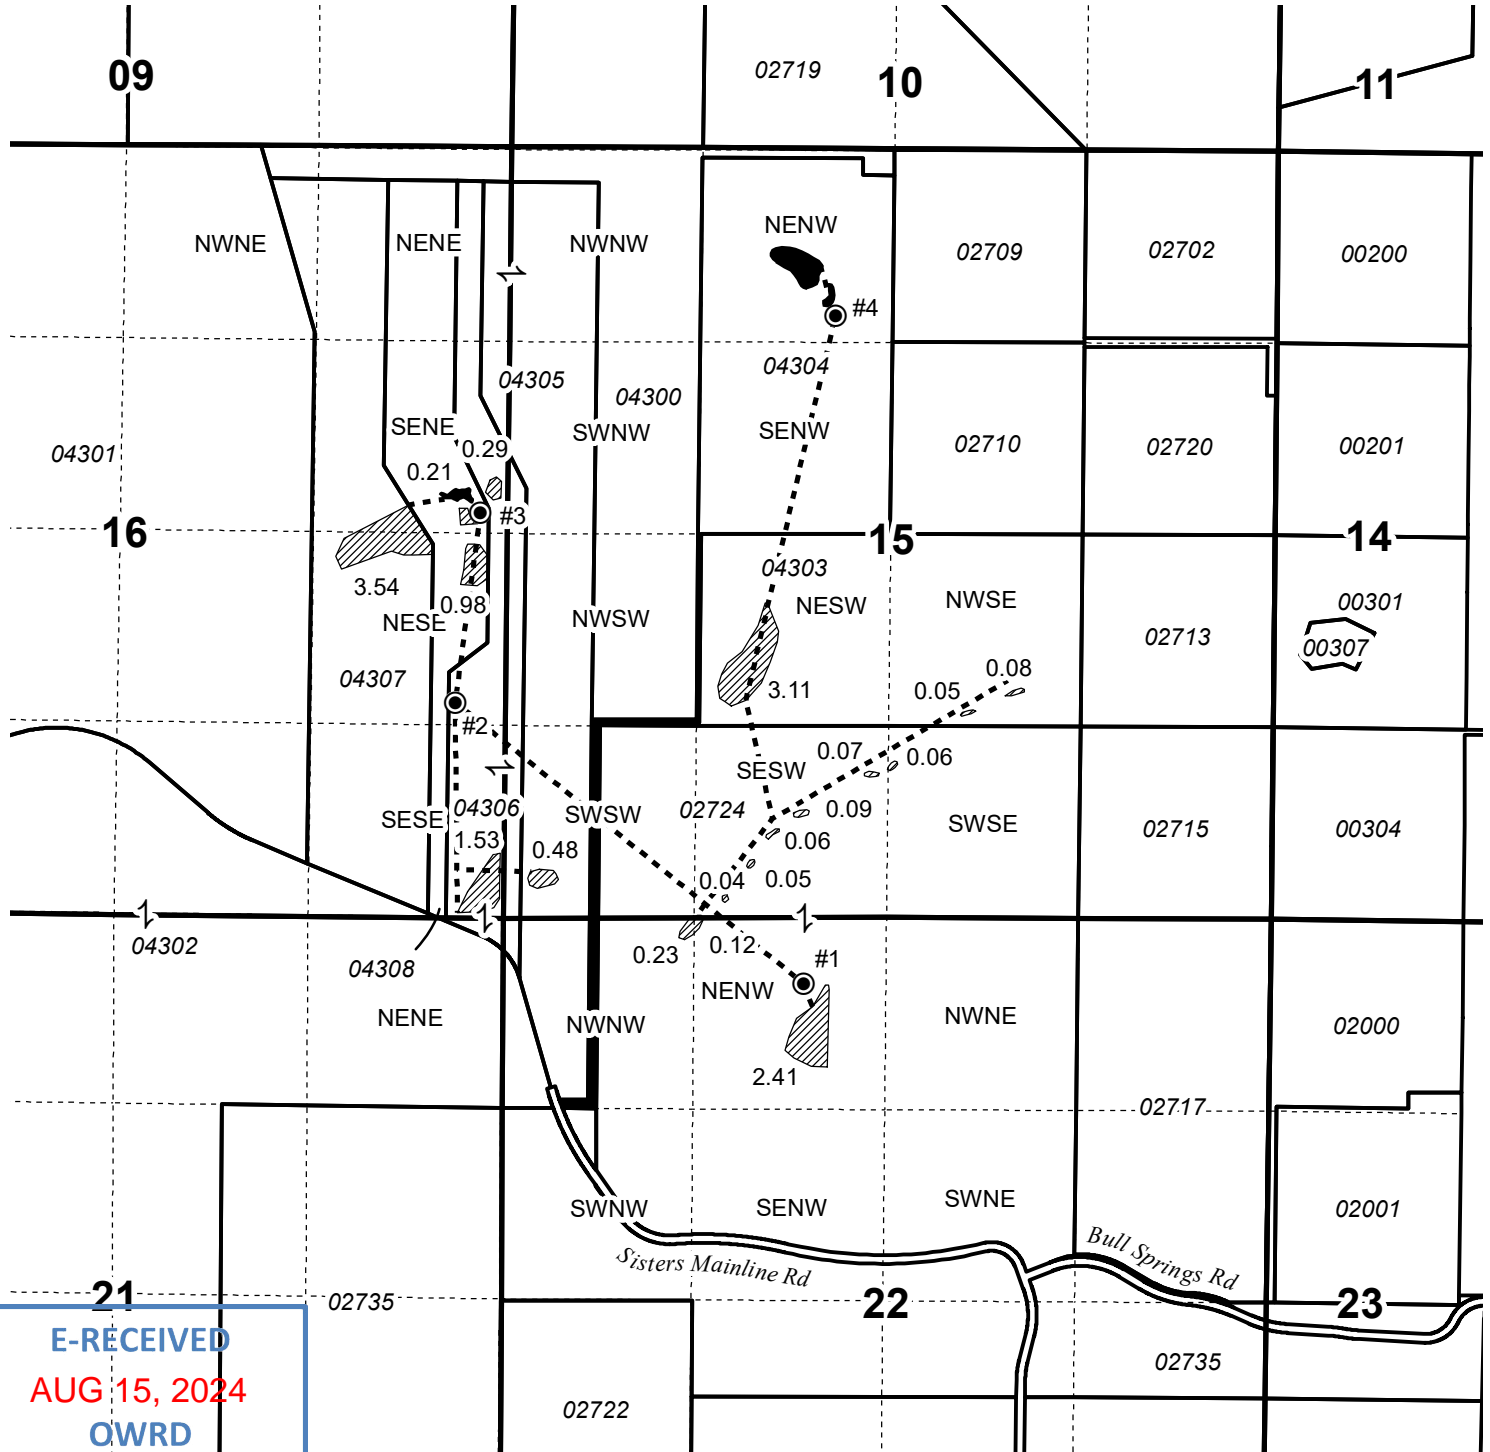 09
02719
10
11
NWNE
NENE
NWNW
NENW
02709
02702
00200
#4
04305
04300
04304
04301
SENE
SWNW
SENW
02710
02720
00201
0.29
0.21
16
#3
15
14
3.54
0.98
NESE
04303
NWSW
NESW
NWSE
02713
00301
00307
04307
3.11
0.05
0.08
#2
0.07
0.06
SESW
SESE
04306
SWSW
02724
0.09
SWSE
02715
00304
1.53
0.48
0.06
0.04
0.05
04302
04308
0.23
0.12
#1
NENW
NENE
NWNW
NWNE
02000
2.41
02717
SWNW
SENW
SWNE
02001
Sisters Mainline Rd
Bull Springs Rd
21
02735
22
23
E-RECEIVED
AUG 15, 2024
OWRD
02735
02722